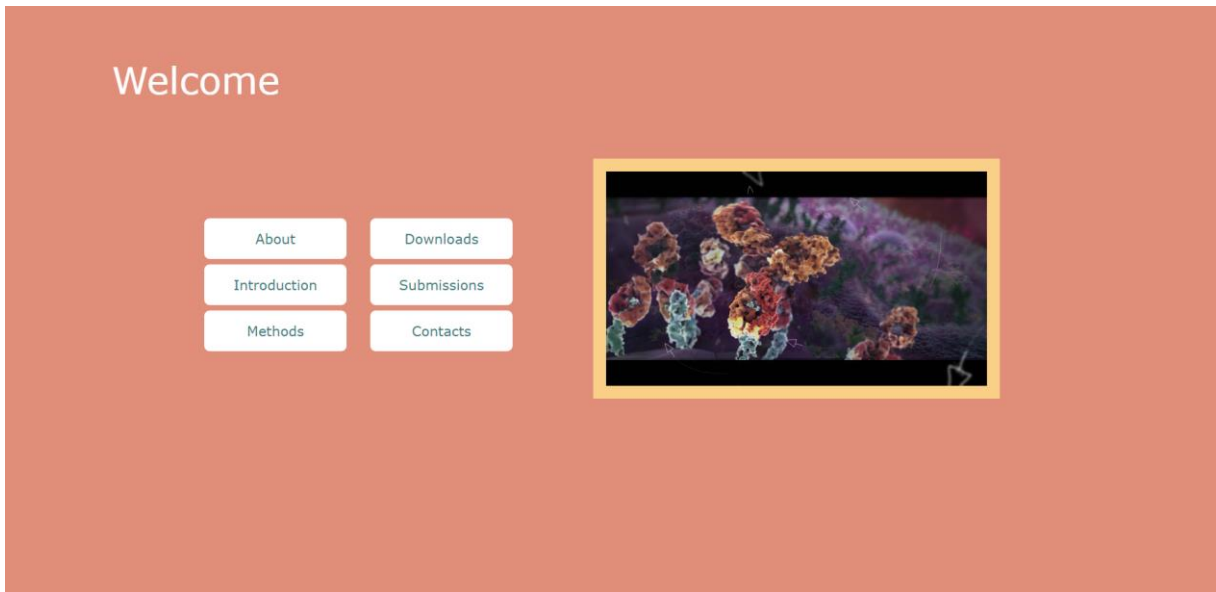 Welcome
About
Downloads
Introduction
Submissions
Methods
Contacts